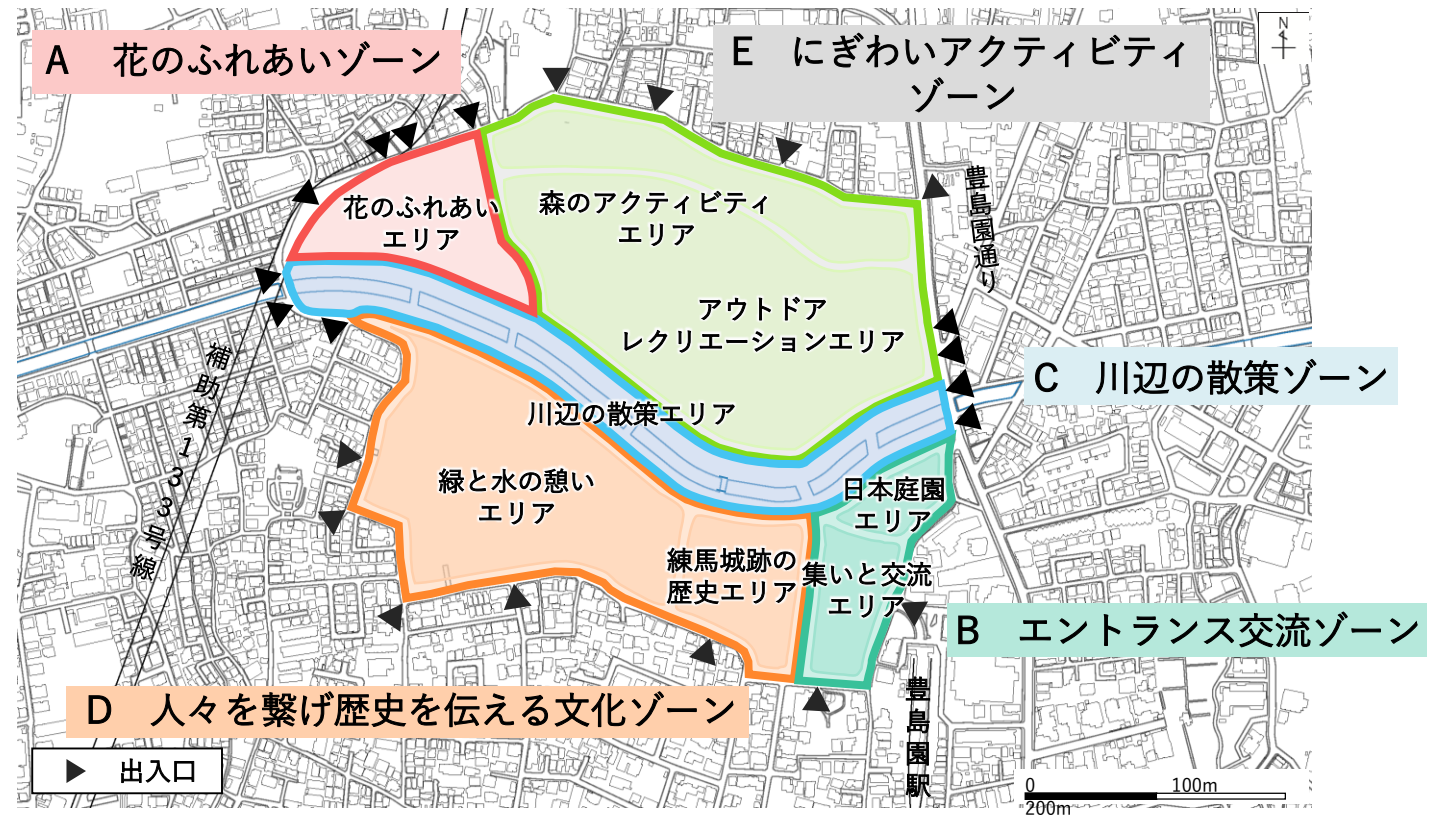 A　花のふれあいゾーン
E　にぎわいアクティビティ
ゾーン
N
豊島園通り
花のふれあい
エリア
森のアクティビティ
エリア
アウトドア
レクリエーションエリア
C　川辺の散策ゾーン
補助第133号線
川辺の散策エリア
緑と水の憩い
エリア
日本庭園
エリア
練馬城跡の
歴史エリア
集いと交流
エリア
B　エントランス交流ゾーン
豊島園駅
D　人々を繋げ歴史を伝える文化ゾーン
出入口
0 100m
200m